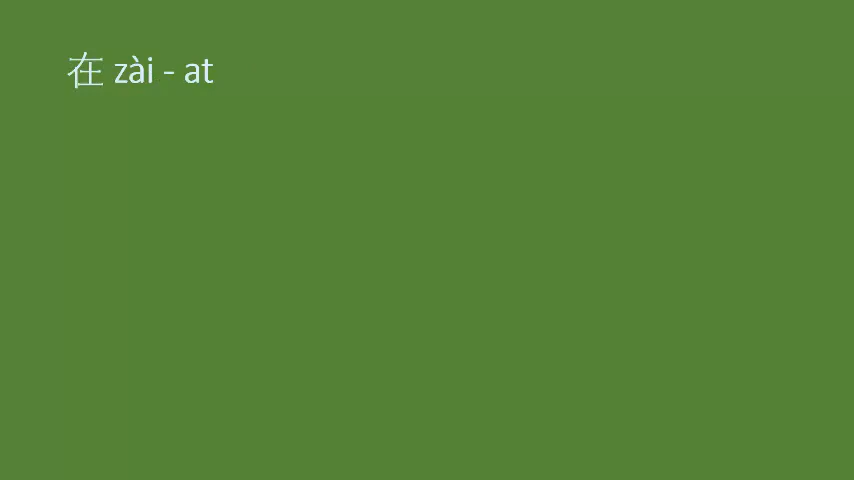 在 zài - at